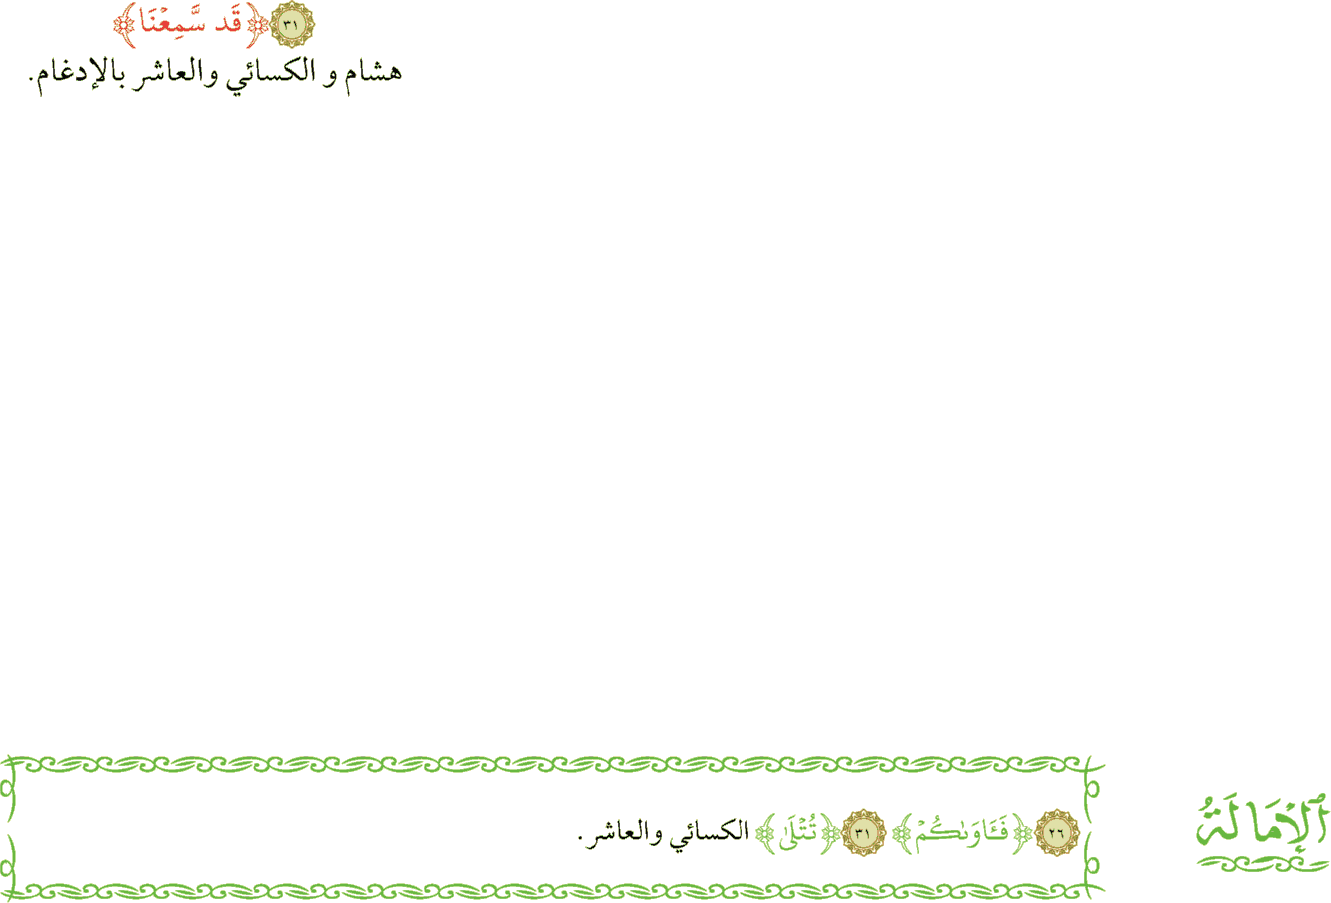 ٣١ ﴿قَد سَّمِعْنَا﴾
هشام و الكسائي والعاشر بالإدغام.
ٱلْإِمَالَةُ
٢٦ ﴿فَـَٔاوَىٰكُمْ﴾ ٣١ ﴿تُتْلَىٰ﴾ الكسائي والعاشر.